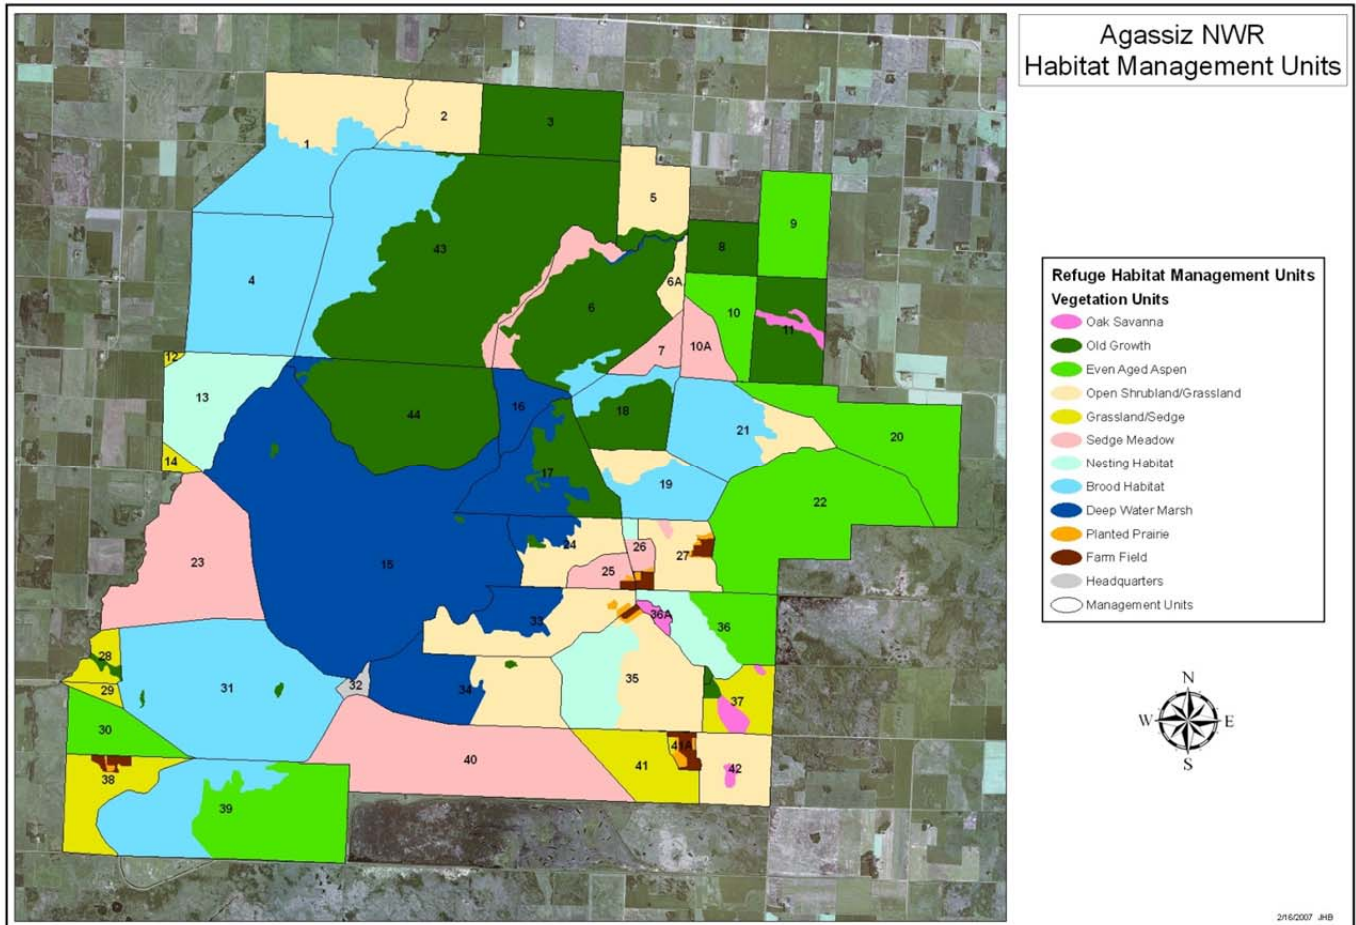 Agassiz NWR
Habitat Management Units
1
2
3
5
9
8
43
4
6A
6
10
11
12
7
10A
13
16
44
18
21
20
14
17
19
22
24
26
27
23
15
25
33
36A
36
28
29
31
32
34
35
37
30
40
41
41A
42
38
39
Refuge Habitat Management Units
Vegetation Units
Oak Savanna
Old Growth
Even Aged Aspen
Open Shrubland/Grassland
Grassland/Sedge
Sedge Meadow
Nesting Habitat
Brood Habitat
Deep Water Marsh
Planted Prairie
Farm Field
Headquarters
Management Units
N
W E
S
2/16/2007 JHB